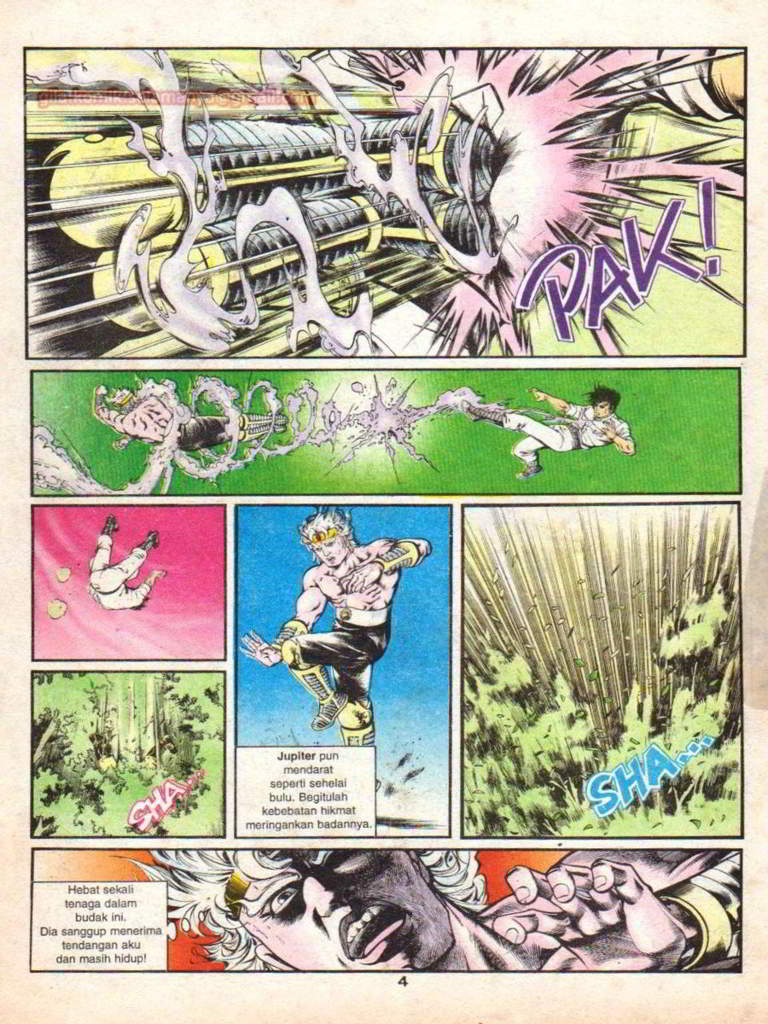 PAK!
SHA...
Jupiter pun
mendarat
seperti sehelai
bulu. Begitulah
kebebatan hikmat
meringankan badannya.
SHA...
Hebat sekali
tenaga dalam
budak ini.
Dia sanggup menerima
tendangan aku
dan masih hidup!
4